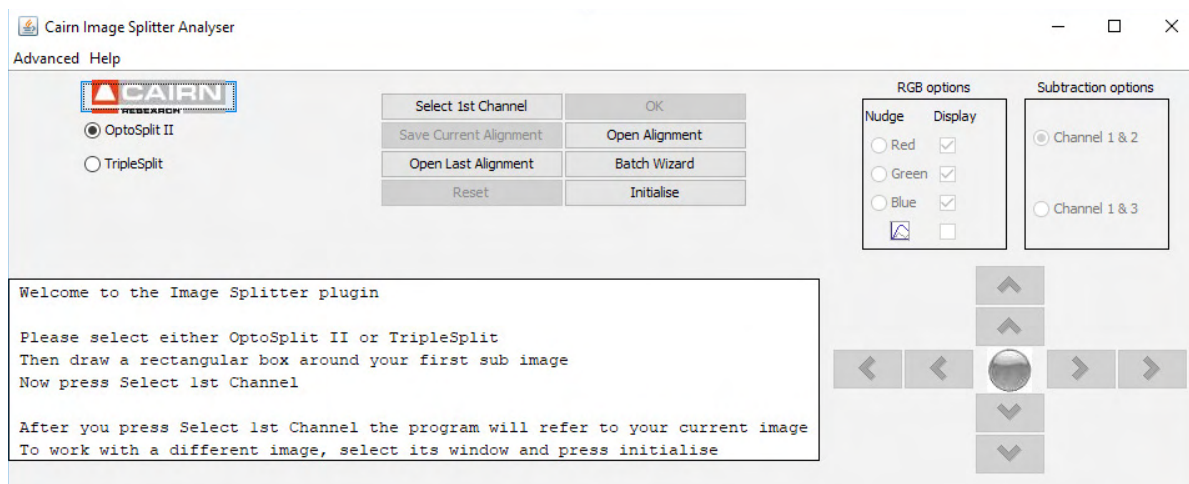 Cairn Image Splitter Analyser
Advanced Help
CAIRN
RESEARCH
OptoSplit II
TripleSplit
Select 1st Channel
OK
Save Current Alignment
Open Alignment
Open Last Alignment
Batch Wizard
Reset
Initialise
RGB options
Nudge Display
Red
Green
Blue
Subtraction options
Channel 1 & 2
Channel 1 & 3
Welcome to the Image Splitter plugin
Please select either OptoSplit II or TripleSplit
Then draw a rectangular box around your first sub image
Now press Select 1st Channel
After you press Select 1st Channel the program will refer to your current image
To work with a different image, select its window and press initialise